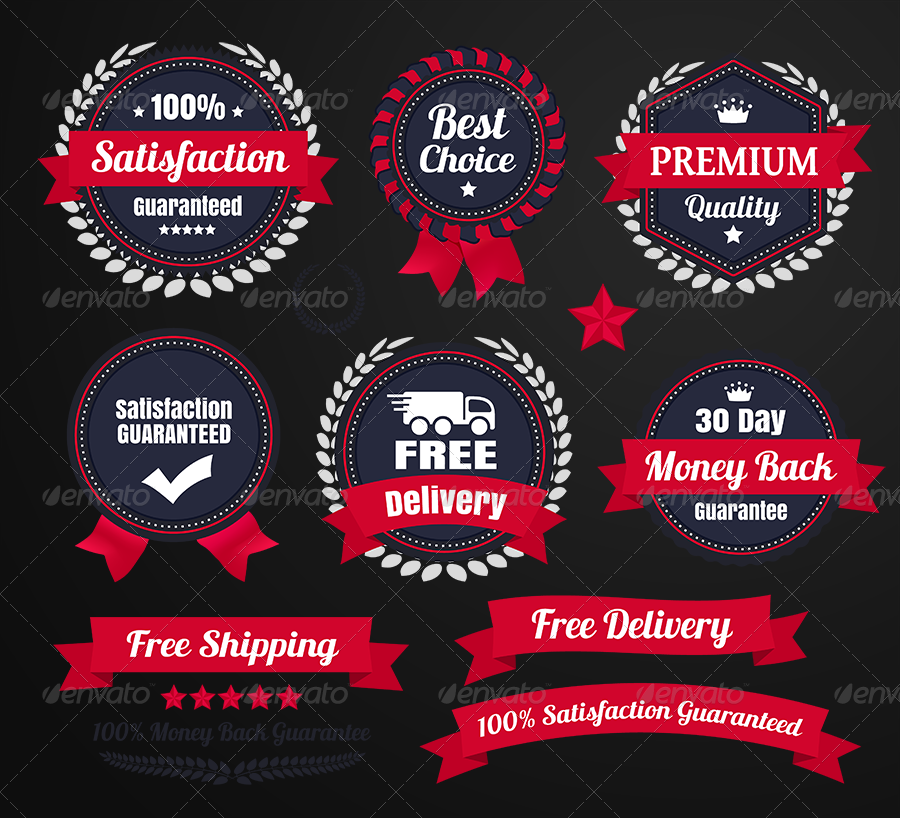 100%
Satisfaction
Guaranteed
Best
Choice
PREMIUM
Quality
Satisfaction
GUARANTEED
FREE
Delivery
30 Day
Money Back
Guarantee
Free Shipping
100% Money Back Guarantee
Free Delivery
100% Satisfaction Guaranteed
envato